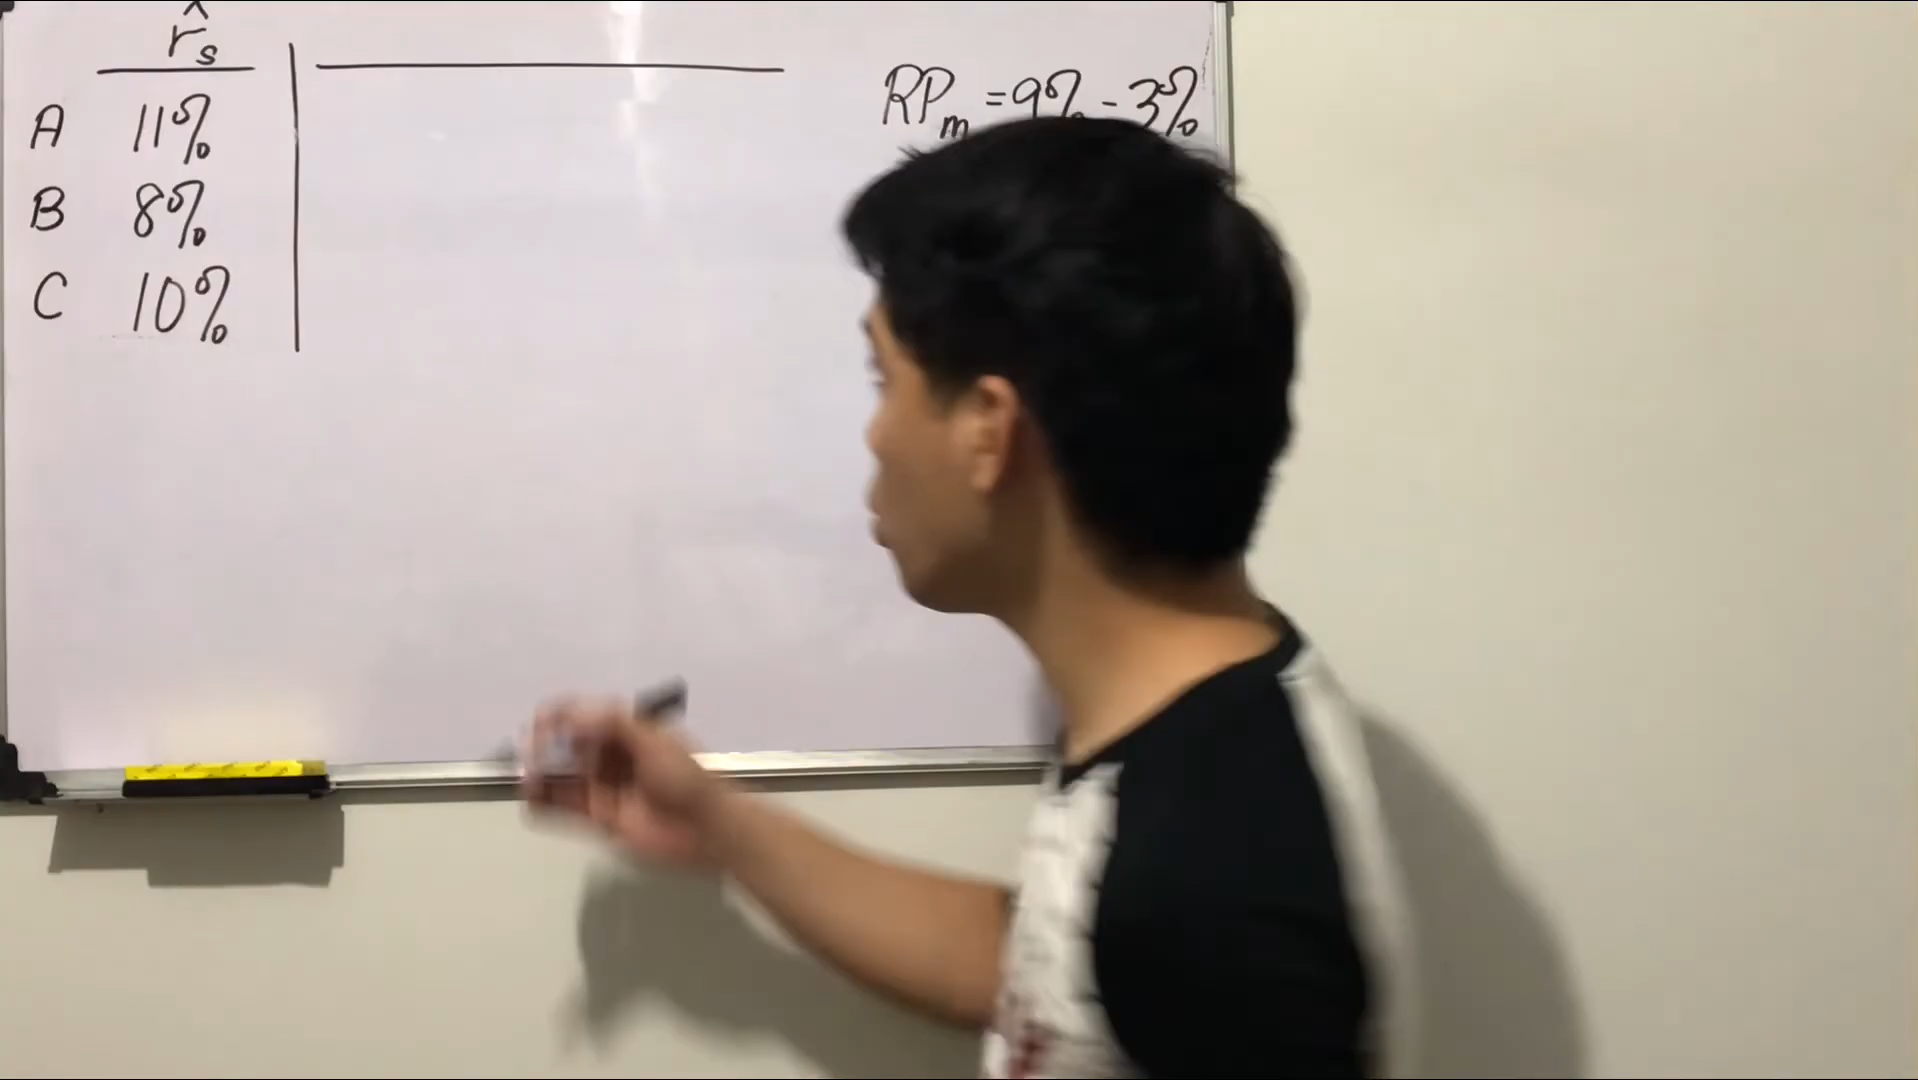 r̂s
A 11%
B 8%
C 10%
RPm = 9% - 3%